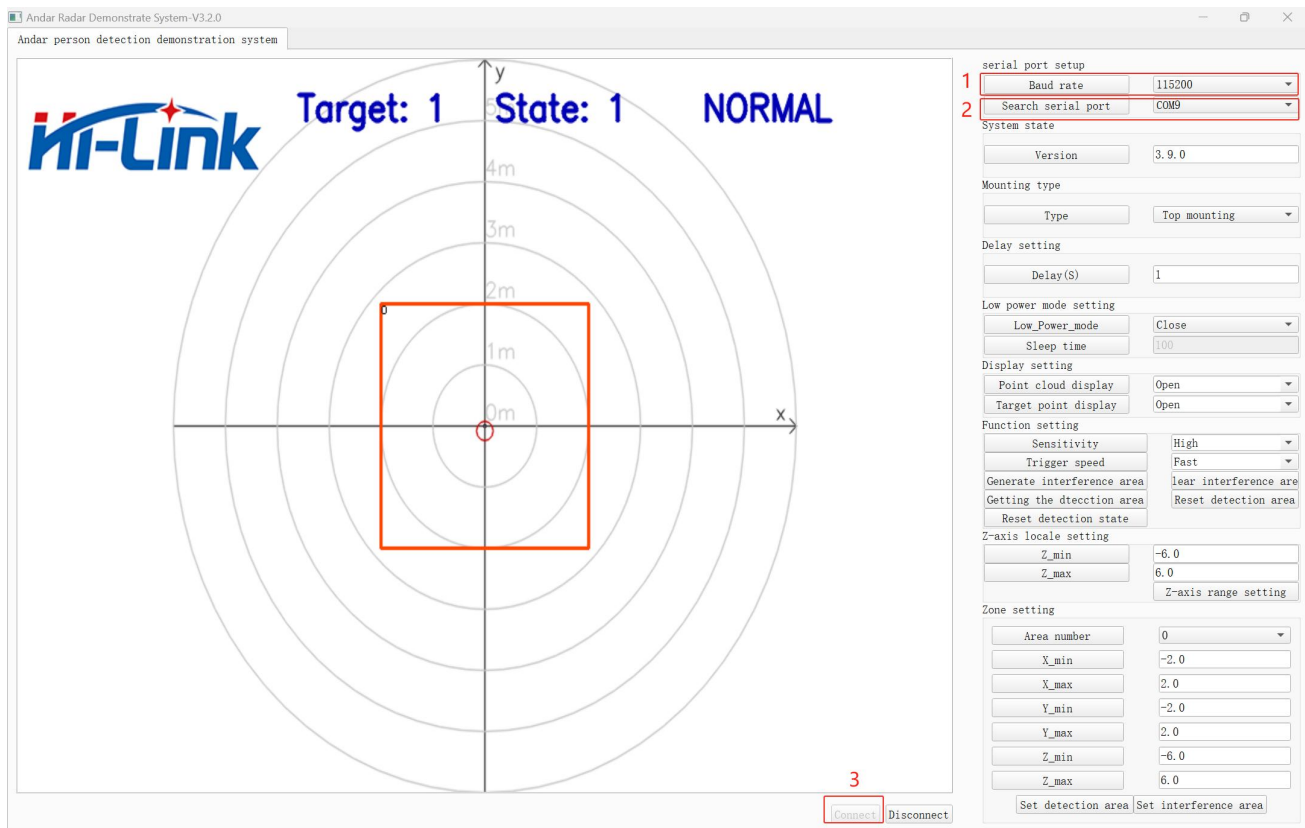 Andar Radar Demonstrate System-V3.2.0
Andar person detection demonstration system
Hi-Link
Target: 1 State: 1 NORMAL
y
5
4m
3m
2m
0
1m
0m
x
3
Connect Disconnect
serial port setup
1 Baud rate 115200
2 Search serial port COM9
System state
Version 3.9.0
Mounting type
Type Top mounting
Delay setting
Delay(S) 1
Low power mode setting
Low_Power_mode Close
Sleep time 100
Display setting
Point cloud display Open
Target point display Open
Function setting
Sensitivity High
Trigger speed Fast
Generate interference area lear interference are
Getting the dtecction area Reset detection area
Reset detection state
Z-axis locale setting
Z_min -6.0
Z_max 6.0
Z-axis range setting
Zone setting
Area number 0
X_min -2.0
X_max 2.0
Y_min -2.0
Y_max 2.0
Z_min -6.0
Z_max 6.0
Set detection area Set interference area